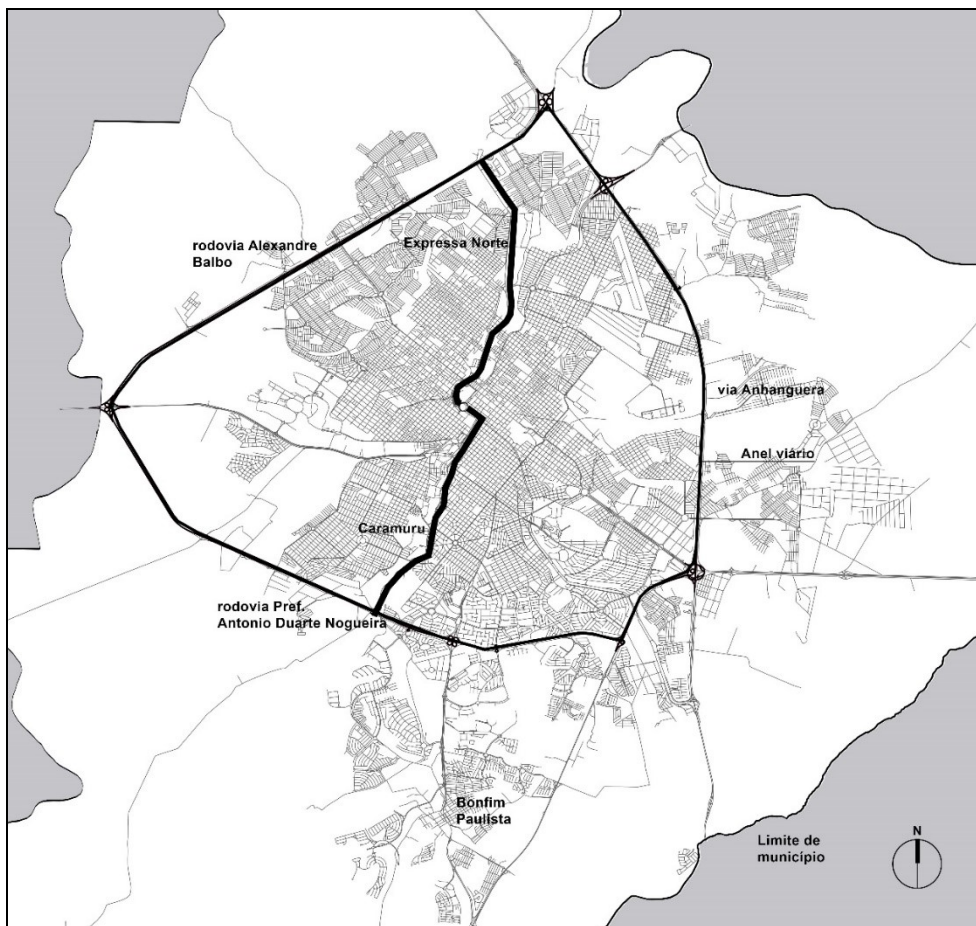 rodovia Alexandre
Balbo
Expressa Norte
via Anhanguera
Anel viário
Caramuru
rodovia Pref.
Antonio Duarte Nogueira
Bonfim
Paulista
Limite de
município
N